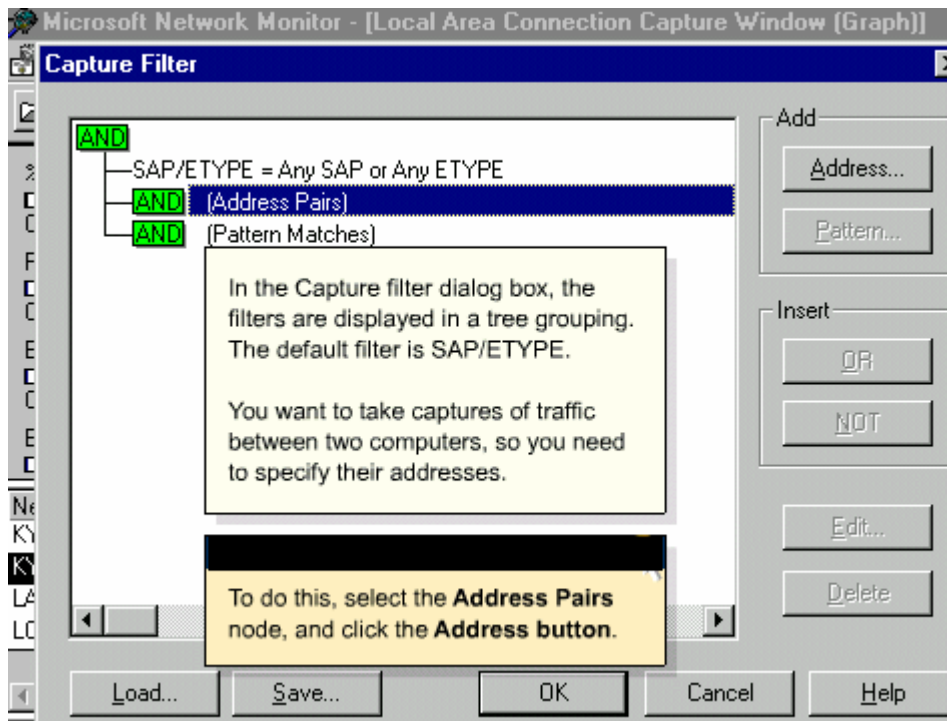 Microsoft Network Monitor - [Local Area Connection Capture Window (Graph)]
Capture Filter
AND
SAP/ETYPE = Any SAP or Any ETYPE
AND (Address Pairs)
AND (Pattern Matches)
In the Capture filter dialog box, the
filters are displayed in a tree grouping.
The default filter is SAP/ETYPE.
You want to take captures of traffic
between two computers, so you need
to specify their addresses.
To do this, select the Address Pairs
node, and click the Address button.
Add
Address...
Pattern...
Insert
OR
NOT
Edit...
Delete
Load...
Save...
OK
Cancel
Help